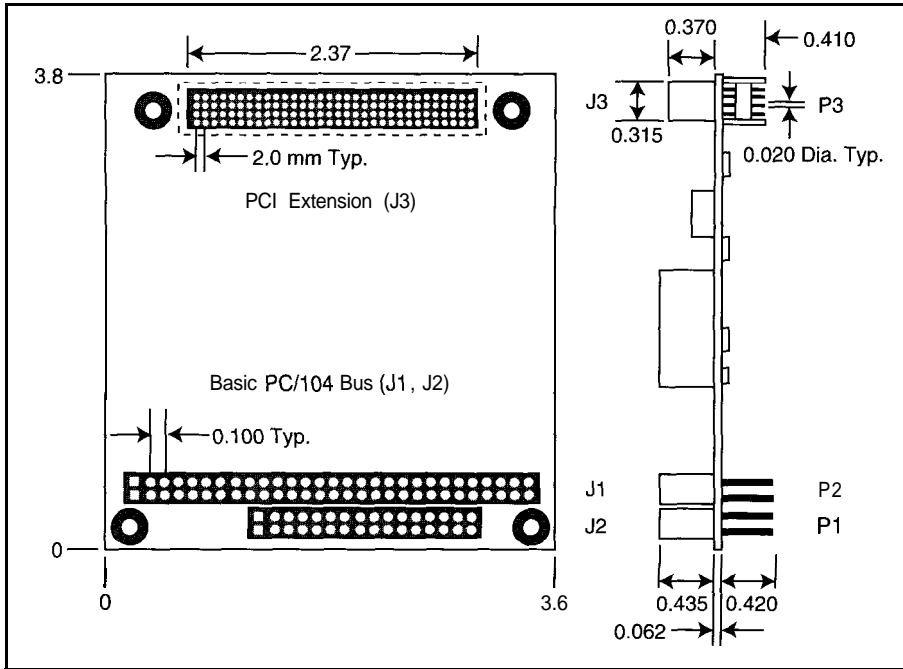 2.37
3.8
2.0 mm Typ.
PCI Extension (J3)
Basic PC/104 Bus (J1, J2)
0.100 Typ.
0
0
3.6
0.370
0.410
J3
P3
0.315
0.020 Dia. Typ.
J1
P2
J2
P1
0.435
0.420
0.062